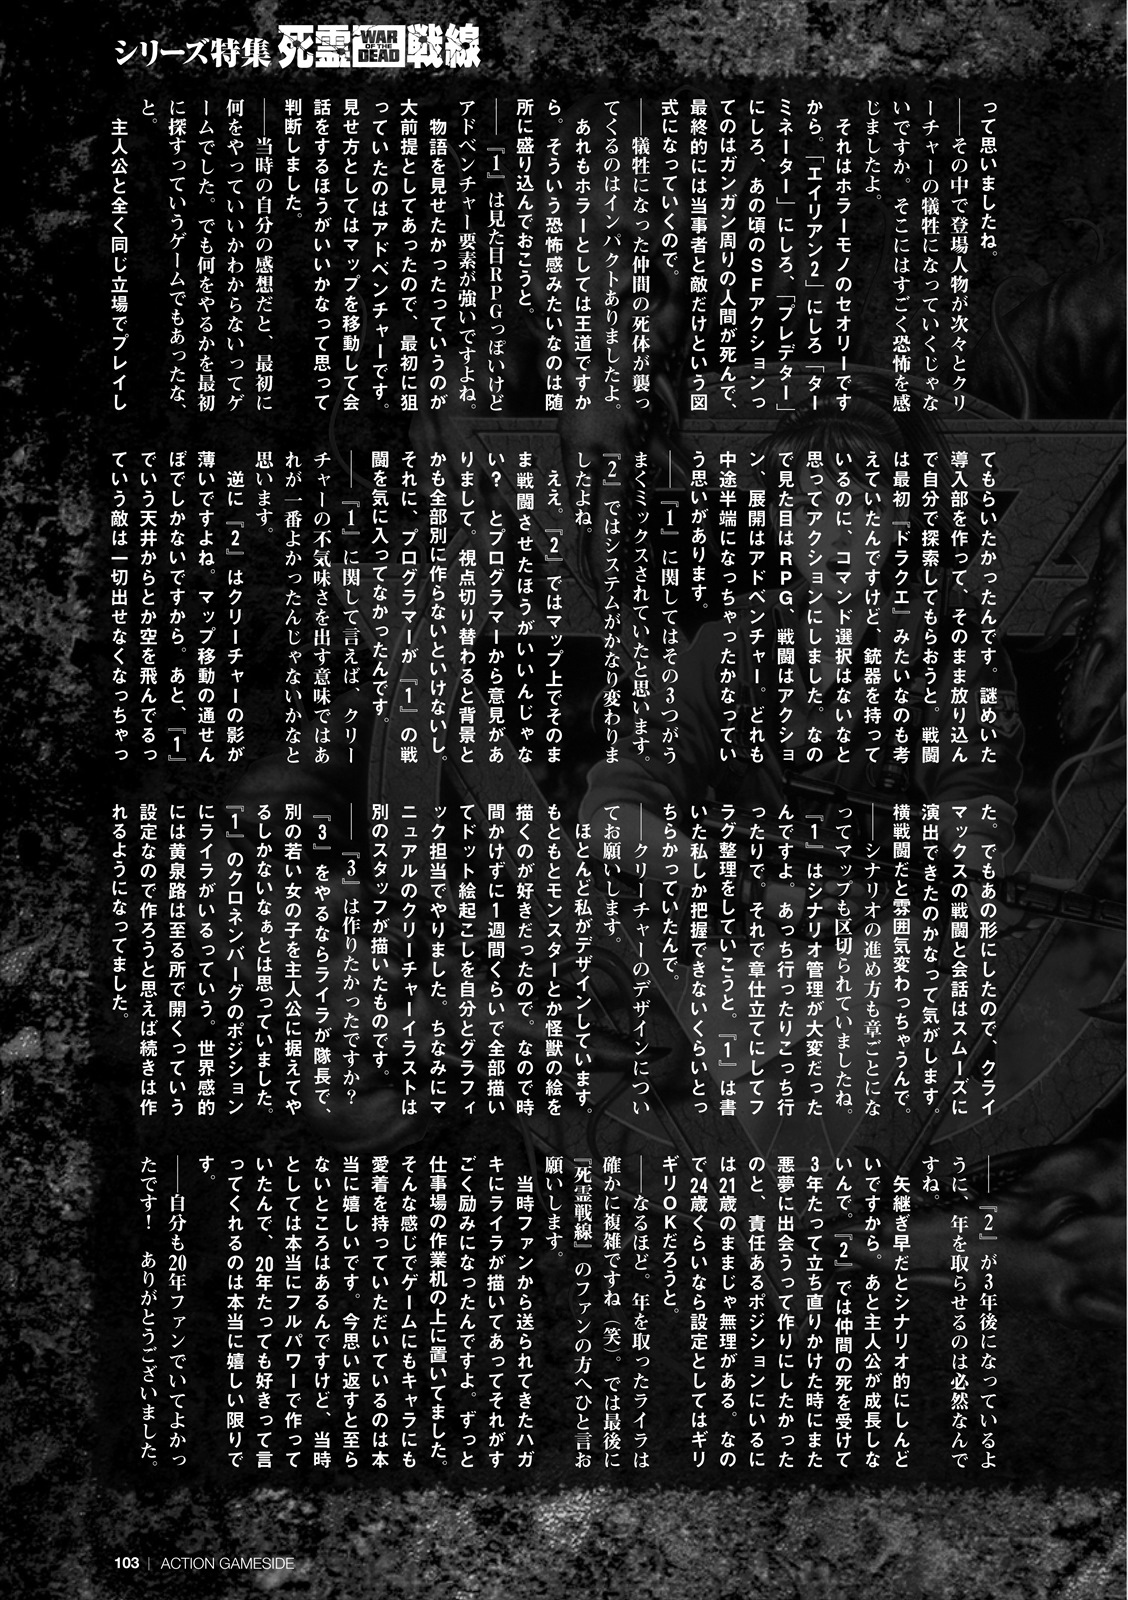 シリーズ特集 死霊戦線
WAR OF THE DEAD
って思いましたね。
――その中で登場人物が次々とクリ
ーチャーの犠牲になっていくじゃな
いですか。そこにはすごく恐怖を感
じましたよ。
それはホラーモノのセオリーです
から。「エイリアン2」にしろ「ター
ミネーター」にしろ、「プレデター」
にしろ、あの頃のSFアクションっ
てのはガンガン周りの人間が死んで、
最終的には当事者と敵だけという図
式になっていくので。
――犠牲になった仲間の死体が襲っ
てくるのはインパクトありましたよ。
あれもホラーとしては王道ですか
ら。そういう恐怖感みたいなのは随
所に盛り込んでおこうと。
――『1』は見た目RPGっぽいけど
アドベンチャー要素が強いですよね。
物語を見せたかったっていうのが
大前提としてあったので、最初に狙
っていたのはアドベンチャーです。
見せ方としてはマップを移動して会
話をするほうがいいかなって思って
判断しました。
――当時の自分の感想だと、最初に
何をやっていいかわからないってゲ
ームでした。でも何をやるかを最初
に探すっていうゲームでもあったな、
と。
主人公と全く同じ立場でプレイし
てもらいたかったんです。謎めいた
導入部を作って、そのまま放り込ん
で自分で探索してもらおうと。戦闘
は最初『ドラクエ』みたいなのも考
えていたんですけど、銃器を持って
いるのに、コマンド選択はないなと
思ってアクションにしました。なの
で見た目はRPG、戦闘はアクショ
ン、展開はアドベンチャー。どれも
中途半端になっちゃったかなってい
う思いがあります。
――『1』に関してはその3つがう
まくミックスされていたと思います。
『2』ではシステムがかなり変わりま
したよね。
ええ。『2』ではマップ上でそのま
ま戦闘させたほうがいいんじゃな
い? とプログラマーから意見があ
りまして。視点切り替わると背景と
かも全部別に作らないといけないし。
それに、プログラマーが『1』の戦
闘を気に入ってなかったんです。
――『1』に関して言えば、クリー
チャーの不気味さを出す意味ではあ
れが一番よかったんじゃないかなと
思います。
逆に『2』はクリーチャーの影が
薄いですよね。マップ移動の通せん
ぼでしかないですから。あと、『1』
でいう天井からとか空を飛んでるっ
ていう敵は一切出せなくなっちゃっ
た。でもあの形にしたので、クライ
マックスの戦闘と会話はスムーズに
演出できたのかなって気がします。
横戦闘だと雰囲気変わっちゃうんで。
――シナリオの進め方も章ごとにな
ってマップも区切られていましたね。
『1』はシナリオ管理が大変だった
んですよ。あっち行ったりこっち行
ったりで。それで章仕立てにしてフ
ラグ整理をしていこうと。『1』は書
いた私しか把握できないくらいとっ
ちらかっていたんで。
――クリーチャーのデザインについ
てお願いします。
ほとんど私がデザインしています。
もともとモンスターとか怪獣の絵を
描くのが好きだったので。なので時
間かけずに1週間くらいで全部描い
てドット絵起こしを自分とグラフィ
ック担当でやりました。ちなみにマ
ニュアルのクリーチャーイラストは
別のスタッフが描いたものです。
――『3』は作りたかったですか?
『3』をやるならライラが隊長で、
別の若い女の子を主人公に据えてや
るしかないなぁとは思っていました。
『1』のクロネンバーグのポジション
にライラがいるっていう。世界感的
には黄泉路は至る所で開くっていう
設定なので作ろうと思えば続きは作
れるようになってました。
――『2』が3年後になっているよ
うに、年を取らせるのは必然なんで
すね。
矢継ぎ早だとシナリオ的にしんど
いですから。あと主人公が成長しな
いんで。『2』では仲間の死を受けて
3年たって立ち直りかけた時にまた
悪夢に出会うって作りにしたかった
のと、責任あるポジションにいるに
は21歳のままじゃ無理がある。なの
で24歳くらいなら設定としてはギリ
ギリOKだろうと。
――なるほど。年を取ったライラは
確かに複雑ですね(笑)。では最後に
『死霊戦線』のファンの方へひと言お
願いします。
当時ファンから送られてきたハガ
キにライラが描いてあってそれがす
ごく励みになったんですよ。ずっと
仕事場の作業机の上に置いてました。
そんな感じでゲームにもキャラにも
愛着を持っていただいているのは本
当に嬉しいです。今思い返すと至ら
ないところはあるんですけど、当時
としては本当にフルパワーで作って
いたんで、20年たっても好きって言
ってくれるのは本当に嬉しい限りで
す。
――自分も20年ファンでいてよかっ
たです! ありがとうございました。
103 | ACTION GAMESIDE